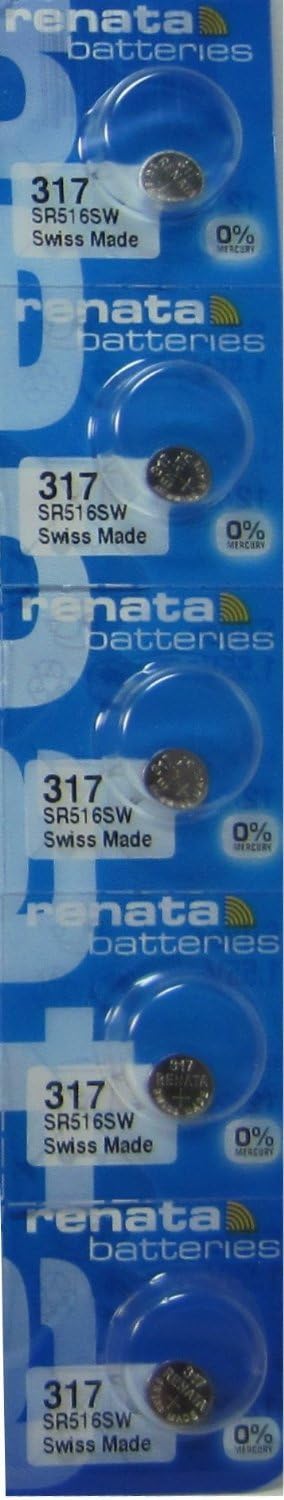 renata
batteries
317
SR516SW
Swiss Made
0%
MERCURY
renata
batteries
317
SR516SW
Swiss Made
0%
MERCURY
renata
batteries
317
SR516SW
Swiss Made
0%
MERCURY
renata
batteries
317
RENATA
317
SR516SW
Swiss Made
0%
MERCURY
renata
batteries
317
RENATA
SWISS MADE
317
SR516SW
Swiss Made
0%
MERCURY